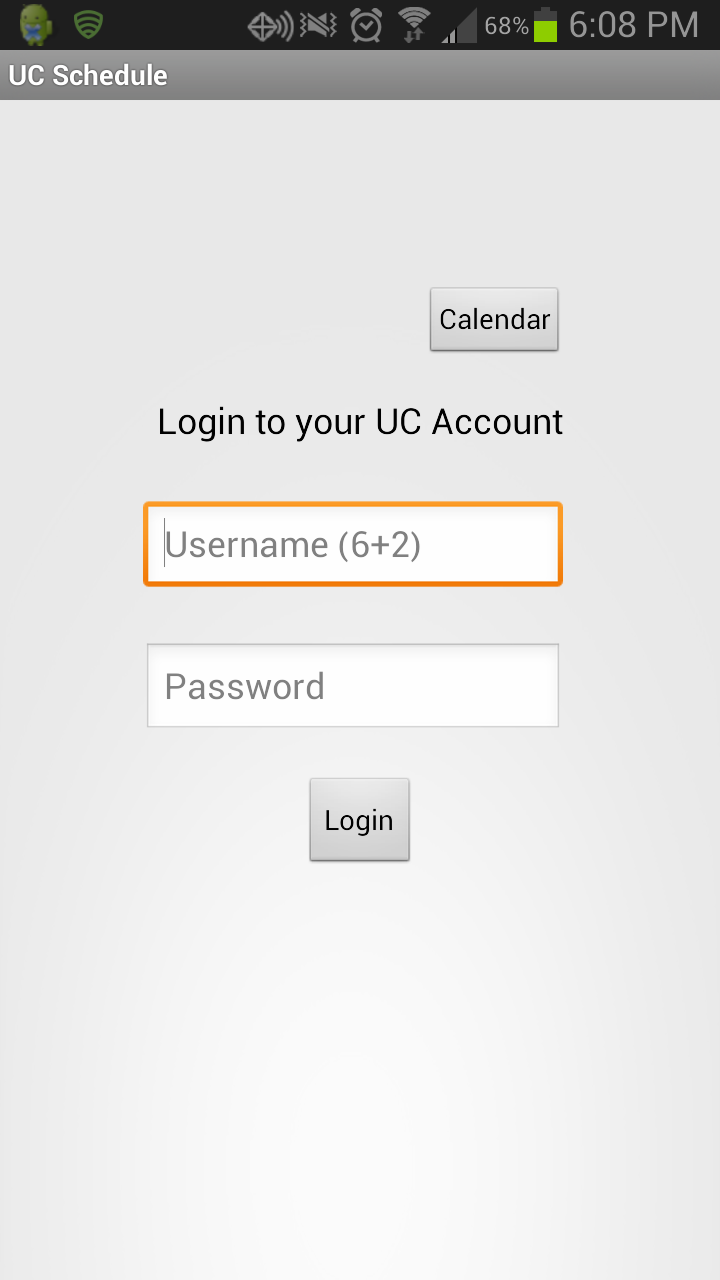 68% 6:08 PM
UC Schedule
Calendar
Login to your UC Account
Username (6+2)
Password
Login